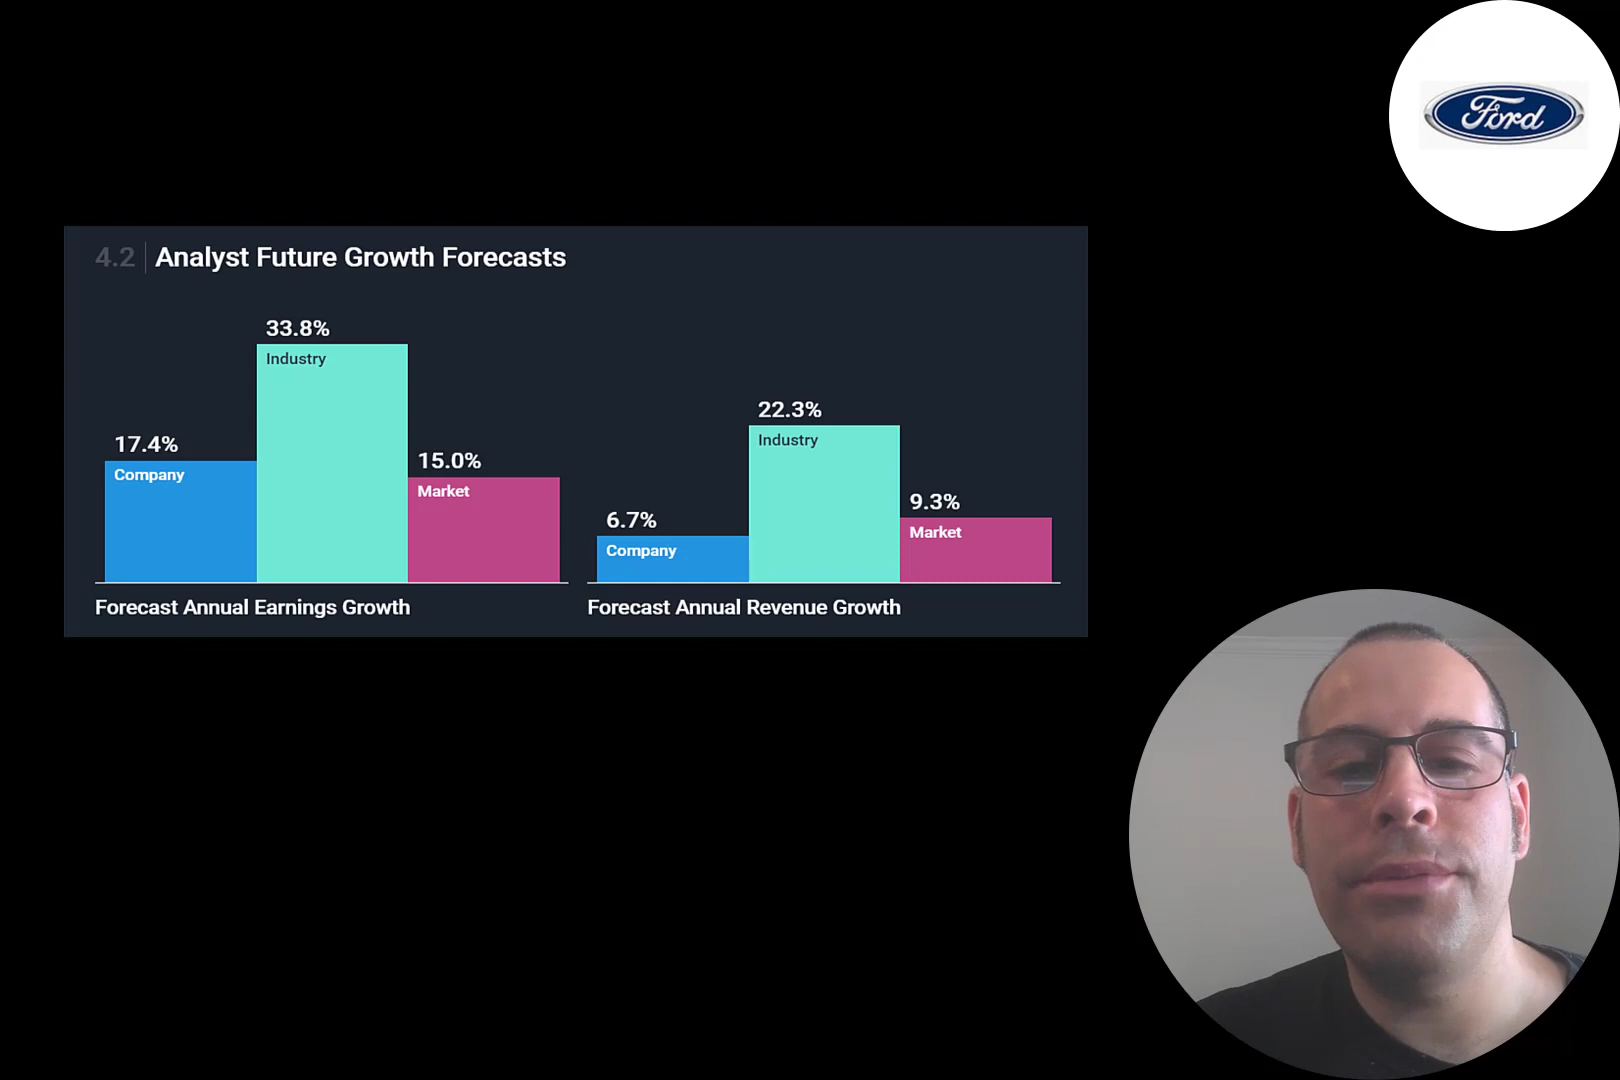 Ford
4.2 Analyst Future Growth Forecasts
33.8%
Industry
17.4%
Company
15.0%
Market
22.3%
Industry
6.7%
Company
9.3%
Market
Forecast Annual Earnings Growth
Forecast Annual Revenue Growth